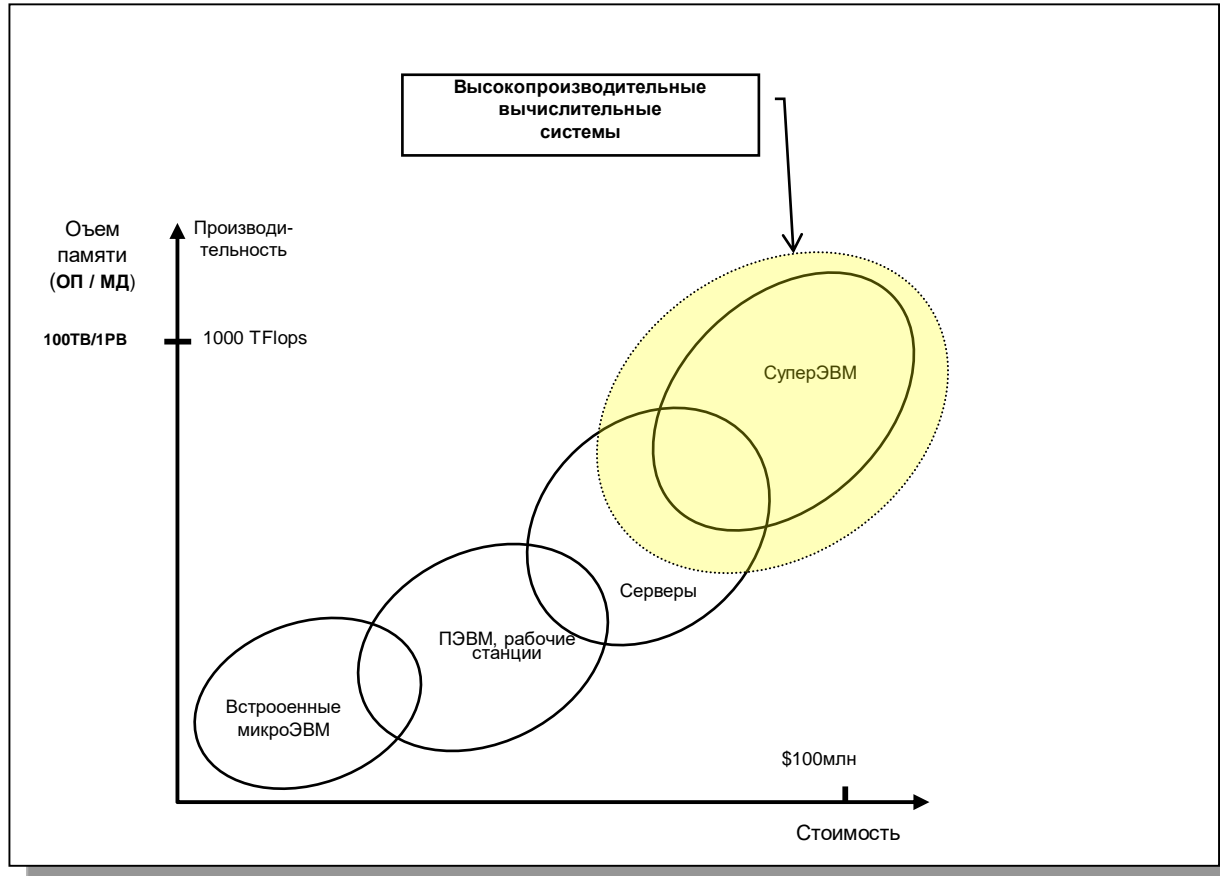 Высокопроизводительные
вычислительные
системы
Оъем
памяти
(ОП / МД)
Производи-
тельность
100TB/1PB
1000 TFlops
СуперЭВМ
Серверы
ПЭВМ, рабочие
станции
Встрооенные
микроЭВМ
$100млн
Стоимость